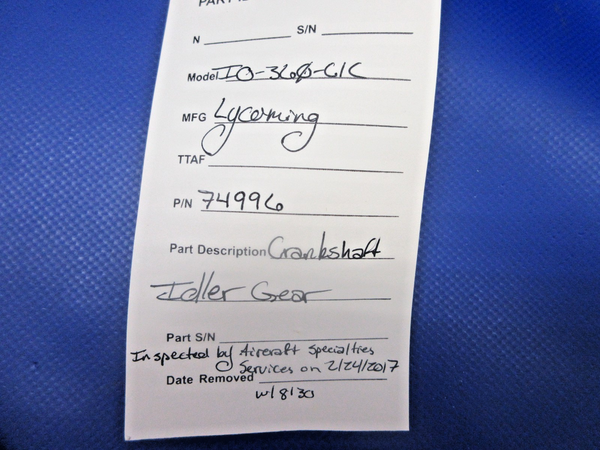 N S/N
Model IO-360-C1C
MFG Lycoming
TTAF
P/N 74996
Part Description Crankshaft
Idler Gear
Part S/N
Inspected by Aircraft Specialties
Services on 2/24/2017
Date Removed
w/ 8130